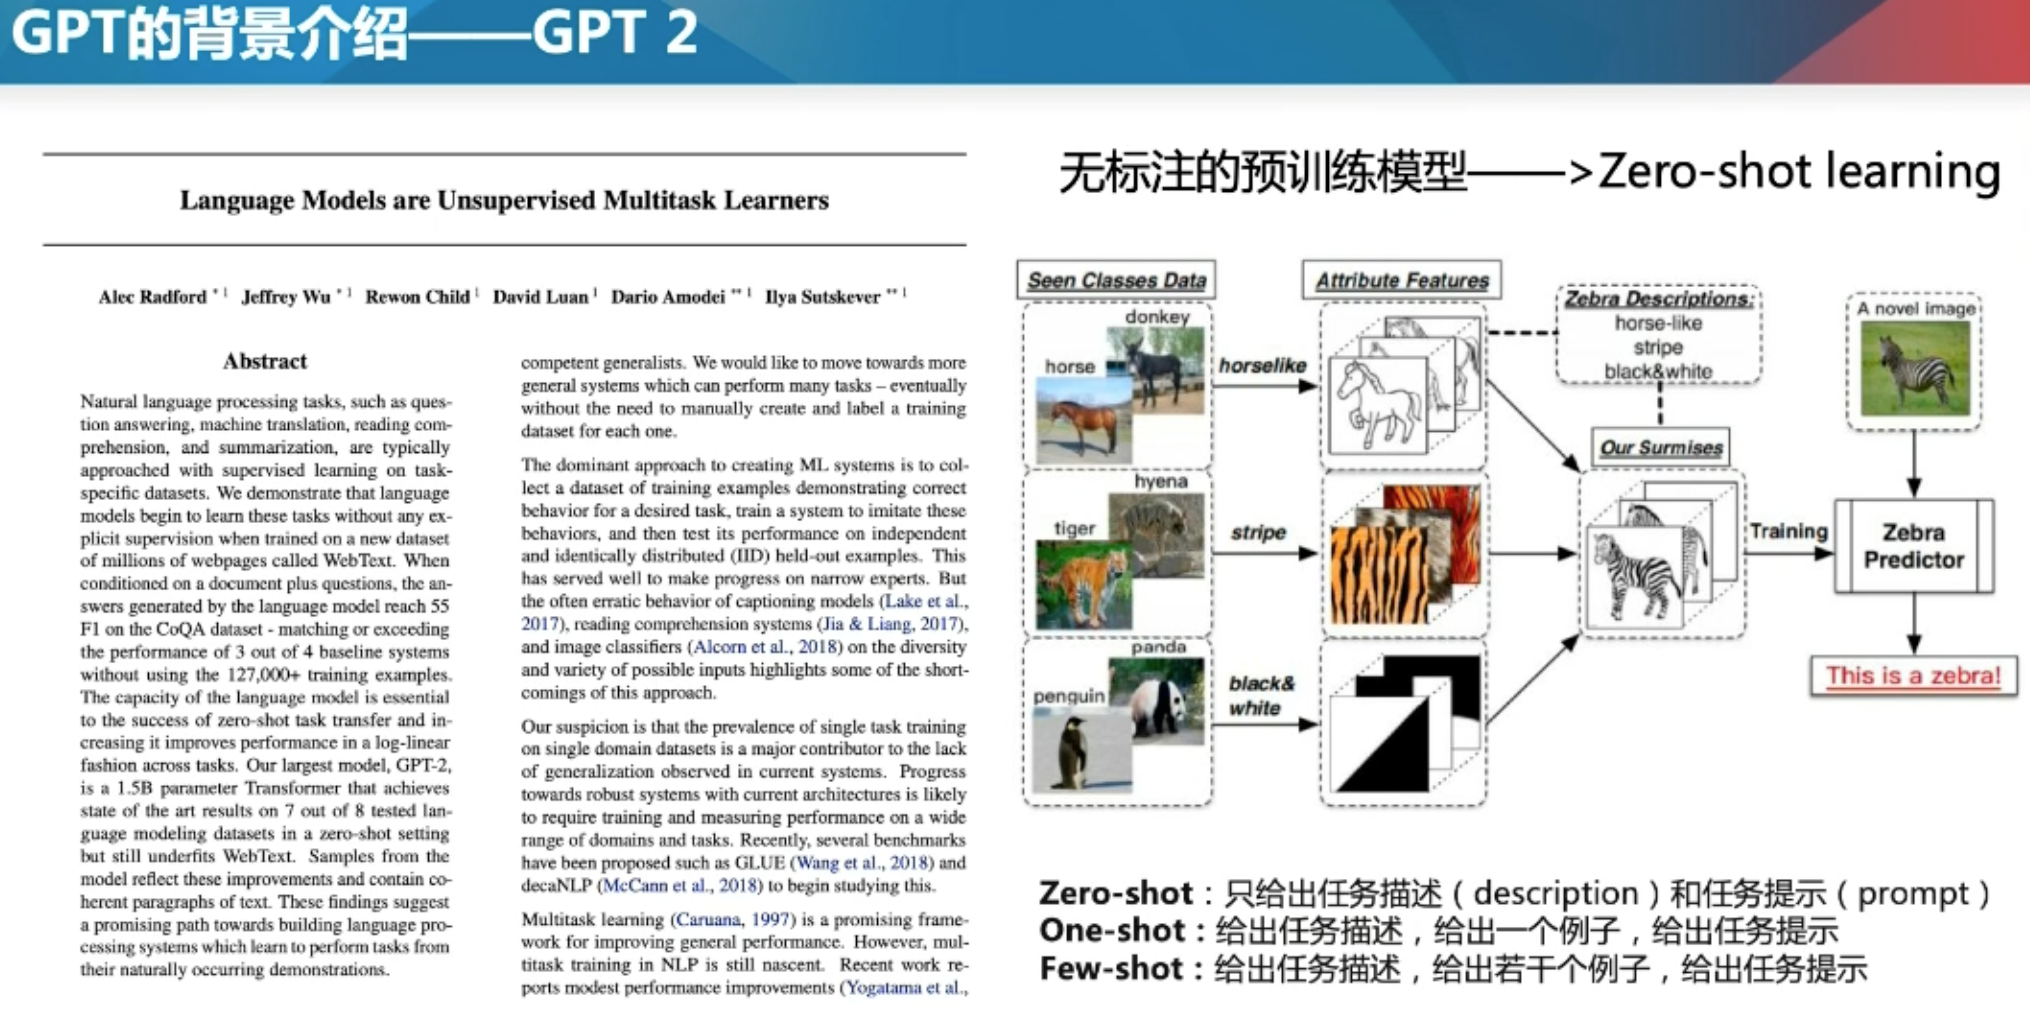 GPT的背景介绍——GPT 2
Language Models are Unsupervised Multitask Learners
Alec Radford * 1 Jeffrey Wu * 1 Rewon Child 1 David Luan 1 Dario Amodei ** 1 Ilya Sutskever ** 1
Abstract
Natural language processing tasks, such as ques-
tion answering, machine translation, reading com-
prehension, and summarization, are typically
approached with supervised learning on task-
specific datasets. We demonstrate that language
models begin to learn these tasks without any ex-
plicit supervision when trained on a new dataset
of millions of webpages called WebText. When
conditioned on a document plus questions, the an-
swers generated by the language model reach 55
F1 on the CoQA dataset - matching or exceeding
the performance of 3 out of 4 baseline systems
without using the 127,000+ training examples.
The capacity of the language model is essential
to the success of zero-shot task transfer and in-
creasing it improves performance in a log-linear
fashion across tasks. Our largest model, GPT-2,
is a 1.5B parameter Transformer that achieves
state of the art results on 7 out of 8 tested lan-
guage modeling datasets in a zero-shot setting
but still underfits WebText. Samples from the
model reflect these improvements and contain co-
herent paragraphs of text. These findings suggest
a promising path towards building language pro-
cessing systems which learn to perform tasks from
their naturally occurring demonstrations.
competent generalists. We would like to move towards more
general systems which can perform many tasks – eventually
without the need to manually create and label a training
dataset for each one.
The dominant approach to creating ML systems is to col-
lect a dataset of training examples demonstrating correct
behavior for a desired task, train a system to imitate these
behaviors, and then test its performance on independent
and identically distributed (IID) held-out examples. This
has served well to make progress on narrow experts. But
the often erratic behavior of captioning models (Lake et al.,
2017), reading comprehension systems (Jia & Liang, 2017),
and image classifiers (Alcorn et al., 2018) on the diversity
and variety of possible inputs highlights some of the short-
comings of this approach.
Our suspicion is that the prevalence of single task training
on single domain datasets is a major contributor to the lack
of generalization observed in current systems. Progress
towards robust systems with current architectures is likely
to require training and measuring performance on a wide
range of domains and tasks. Recently, several benchmarks
have been proposed such as GLUE (Wang et al., 2018) and
decaNLP (McCann et al., 2018) to begin studying this.
Multitask learning (Caruana, 1997) is a promising frame-
work for improving general performance. However, mul-
titask training in NLP is still nascent. Recent work re-
ports modest performance improvements (Yogatama et al.,
无标注的预训练模型——>Zero-shot learning
Seen Classes Data
donkey
horse
hyena
tiger
panda
penguin
horselike
stripe
black&
white
Attribute Features
Zebra Descriptions:
horse-like
stripe
black&white
Our Surmises
Training
A novel image
Zebra
Predictor
This is a zebra!
Zero-shot：只给出任务描述（description）和任务提示（prompt）
One-shot：给出任务描述，给出一个例子，给出任务提示
Few-shot：给出任务描述，给出若干个例子，给出任务提示